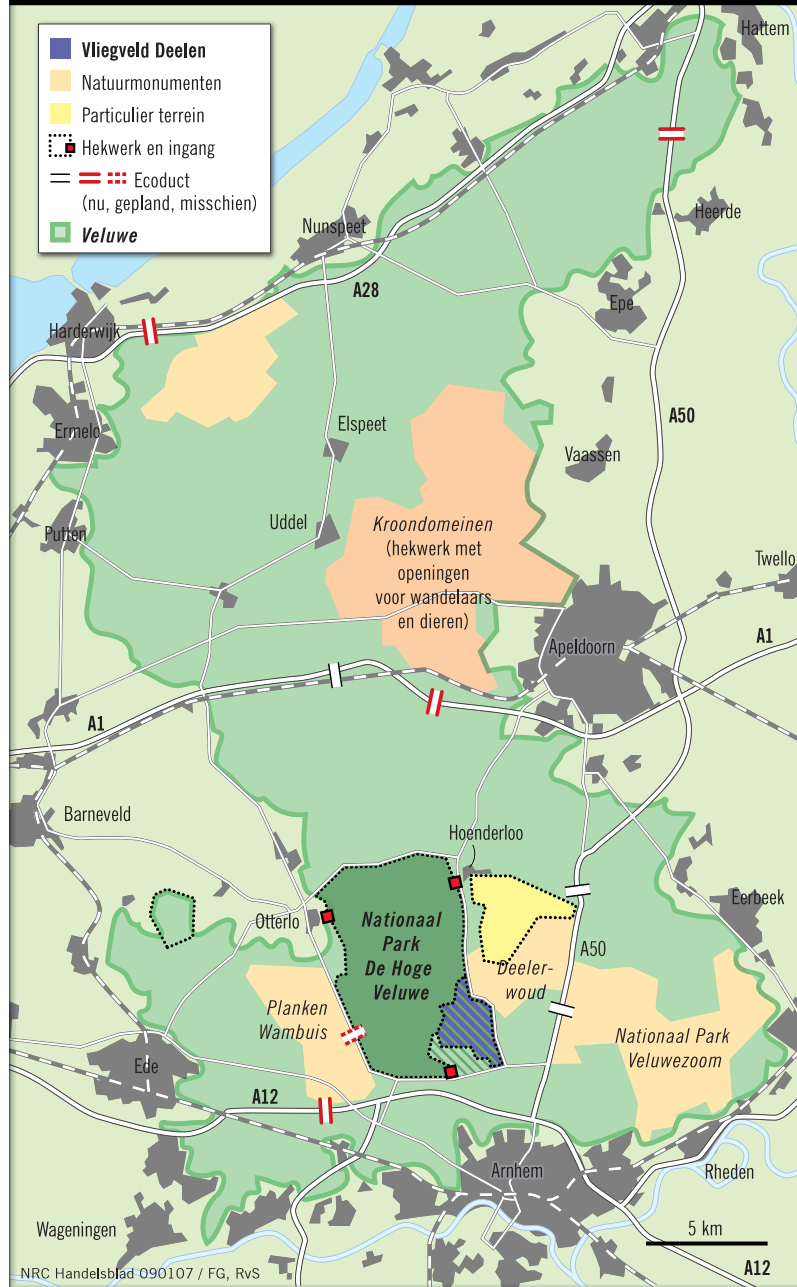 Vliegveld Deelen
Natuurmonumenten
Particulier terrein
Hekwerk en ingang
Ecoduct
(nu, gepland, misschien)
Veluwe
Hattem
Heerde
Nunspeet
A28
Epe
Harderwijk
A50
Ermelo
Elspeet
Vaassen
Putten
Uddel
Kroondomeinen
(hekwerk met
openingen
voor wandelaars
en dieren)
Twello
Apeldoorn
A1
A1
Barneveld
Hoenderloo
Eerbeek
Otterlo
Nationaal
Park
De Hoge
Veluwe
A50
Deeler-
woud
Planken
Wambuis
Nationaal Park
Veluwezoom
Ede
A12
Arnhem
Rheden
Wageningen
5 km
NRC Handelsblad 090107 / FG, RvS
A12